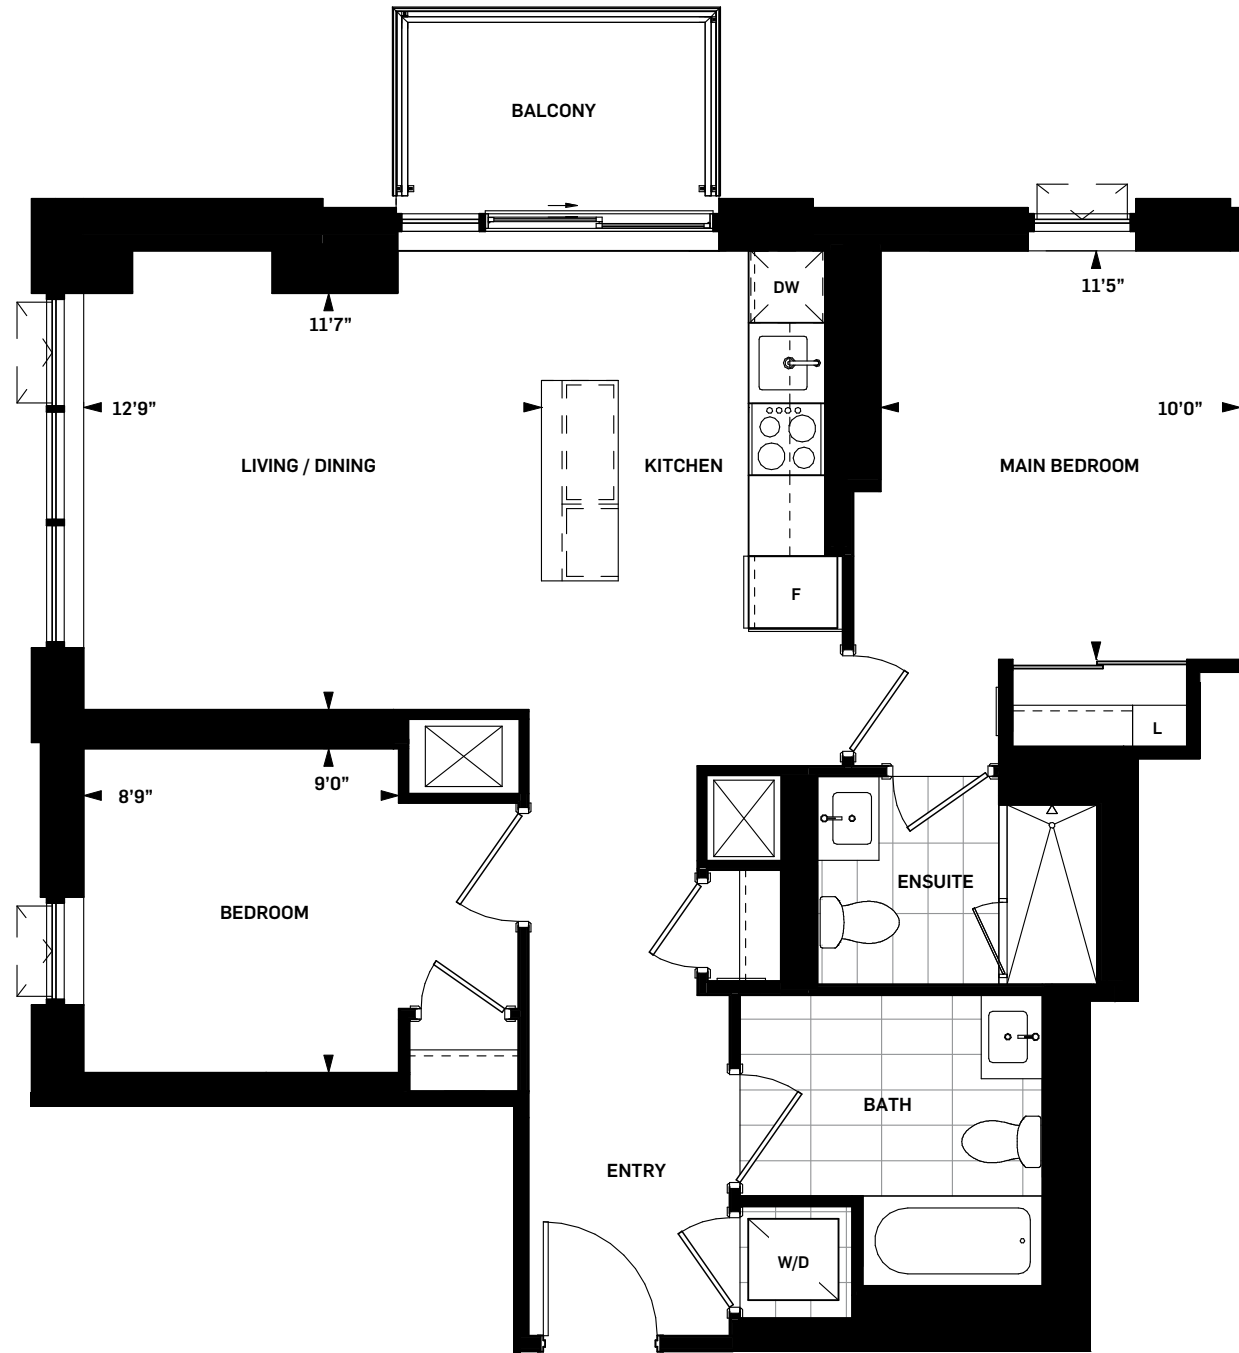 BALCONY
DW
11'5"
11'7"
12'9"
10'0"
LIVING / DINING
KITCHEN
MAIN BEDROOM
F
L
9'0"
8'9"
ENSUITE
BEDROOM
BATH
ENTRY
W/D